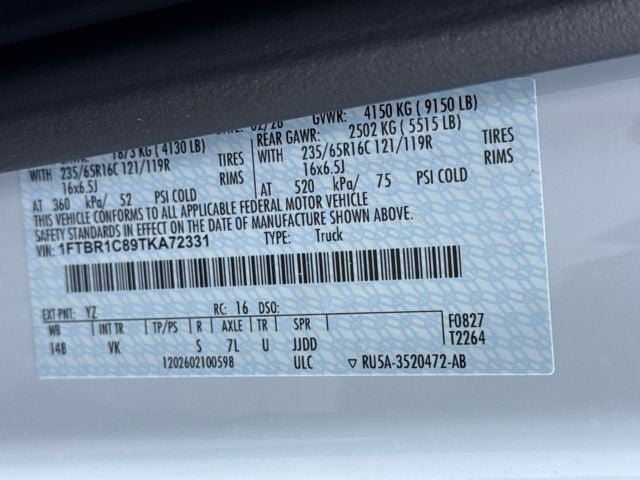 02/26 GVWR: 4150 KG ( 9150 LB)
1873 KG ( 4130 LB) REAR GAWR: 2502 KG ( 5515 LB)
WITH 235/65R16C 121/119R TIRES WITH 235/65R16C 121/119R TIRES
16x6.5J RIMS 16x6.5J RIMS
AT 360 kPa/ 52 PSI COLD AT 520 kPa/ 75 PSI COLD
THIS VEHICLE CONFORMS TO ALL APPLICABLE FEDERAL MOTOR VEHICLE
SAFETY STANDARDS IN EFFECT ON THE DATE OF MANUFACTURE SHOWN ABOVE.
VIN: 1FTBR1C89TKA72331 TYPE: Truck
EXT PNT: YZ RC: 16 DSO:
WB INT TR TP/PS R AXLE TR SPR F0827
14B VK S 7L U JJDD T2264
1202602100598 ULC ▽ RU5A-3520472-AB